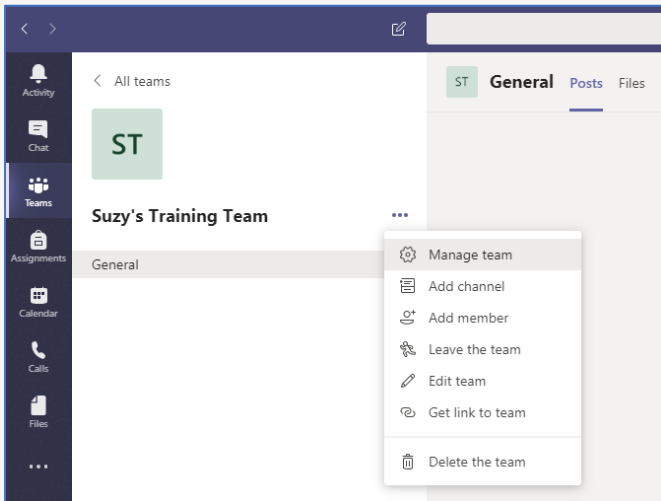 Activity
Chat
Teams
Assignments
Calendar
Calls
Files
...
All teams
ST
Suzy's Training Team
...
General
Manage team
Add channel
Add member
Leave the team
Edit team
Get link to team
Delete the team
ST General Posts Files